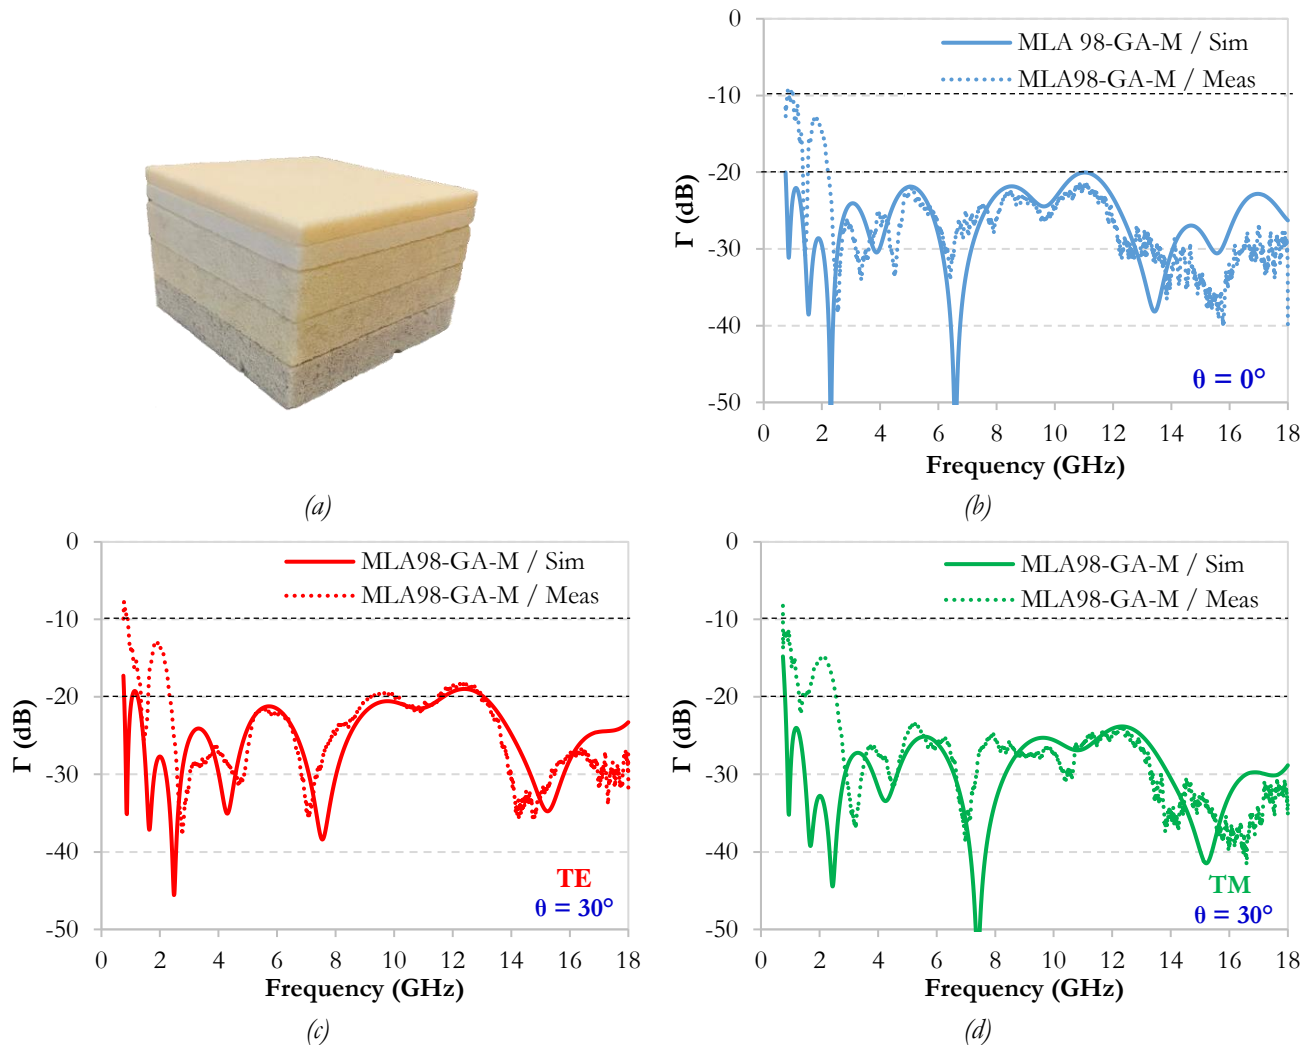 0
-10
-20
-30
-40
-50
Γ (dB)
MLA 98-GA-M / Sim
MLA98-GA-M / Meas
θ = 0°
0 2 4 6 8 10 12 14 16 18
Frequency (GHz)
(a)
(b)
0
-10
-20
-30
-40
-50
Γ (dB)
MLA98-GA-M / Sim
MLA98-GA-M / Meas
TE
θ = 30°
0 2 4 6 8 10 12 14 16 18
Frequency (GHz)
(c)
0
-10
-20
-30
-40
-50
Γ (dB)
MLA98-GA-M / Sim
MLA98-GA-M / Meas
TM
θ = 30°
0 2 4 6 8 10 12 14 16 18
Frequency (GHz)
(d)